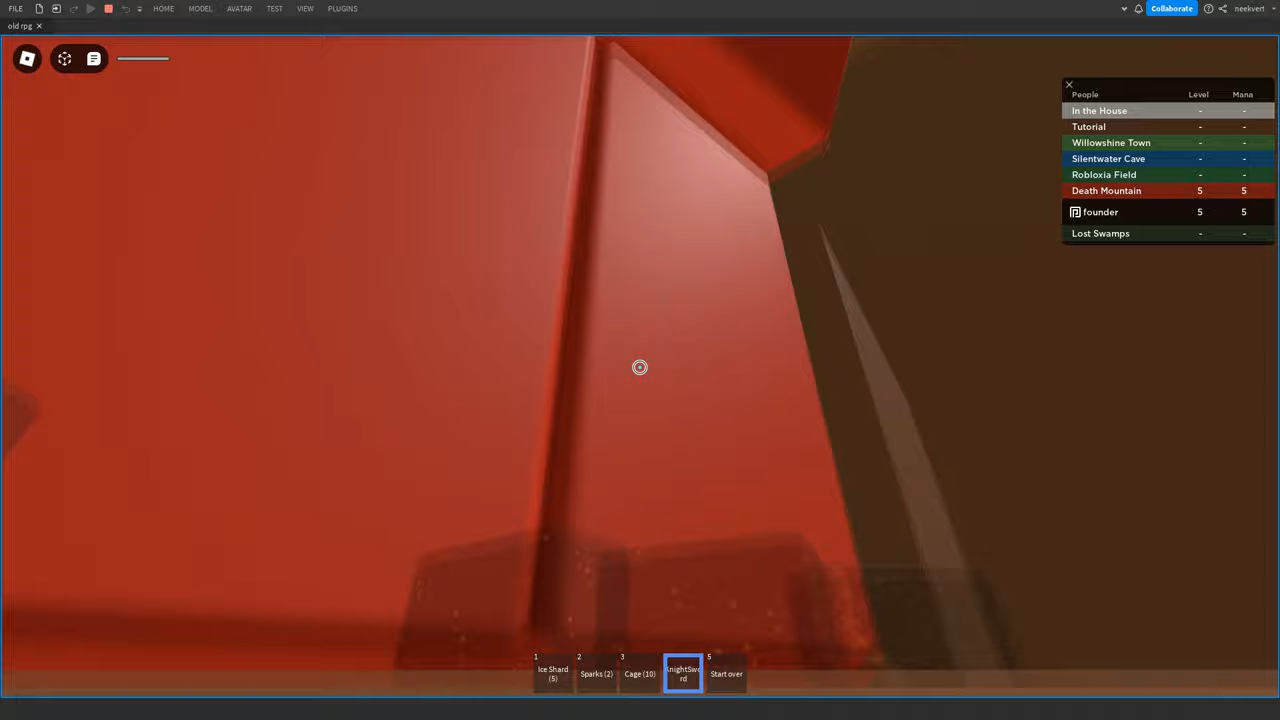 FILE HOME MODEL AVATAR TEST VIEW PLUGINS Collaborate neekvert
old rpg
People Level Mana
In the House - -
Tutorial - -
Willowshine Town - -
Silentwater Cave - -
Robloxia Field - -
Death Mountain 5 5
founder 5 5
Lost Swamps - -
1 2 3 5
Ice Shard (5) Sparks (2) Cage (10) KnightSwo
rd Start over